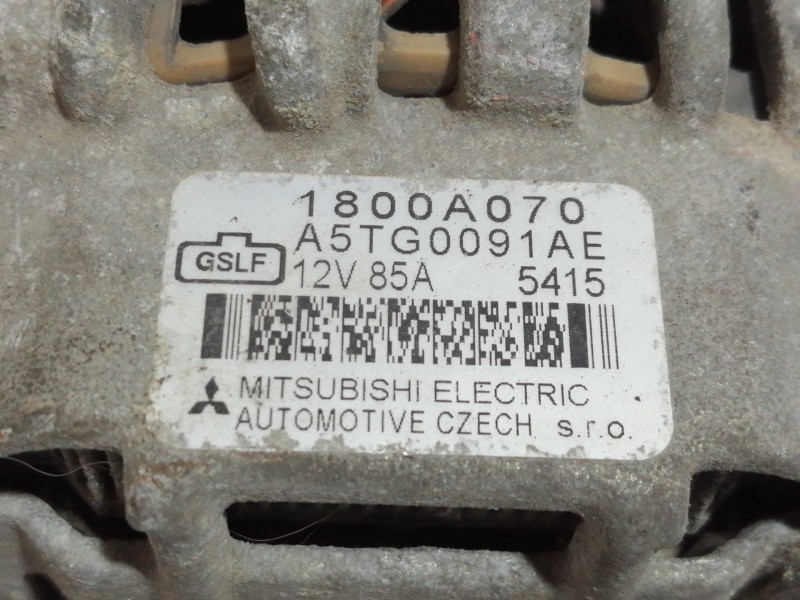 1800A070
A5TG0091AE
GSLF
12V 85A 5415
MITSUBISHI ELECTRIC
AUTOMOTIVE CZECH s.r.o.